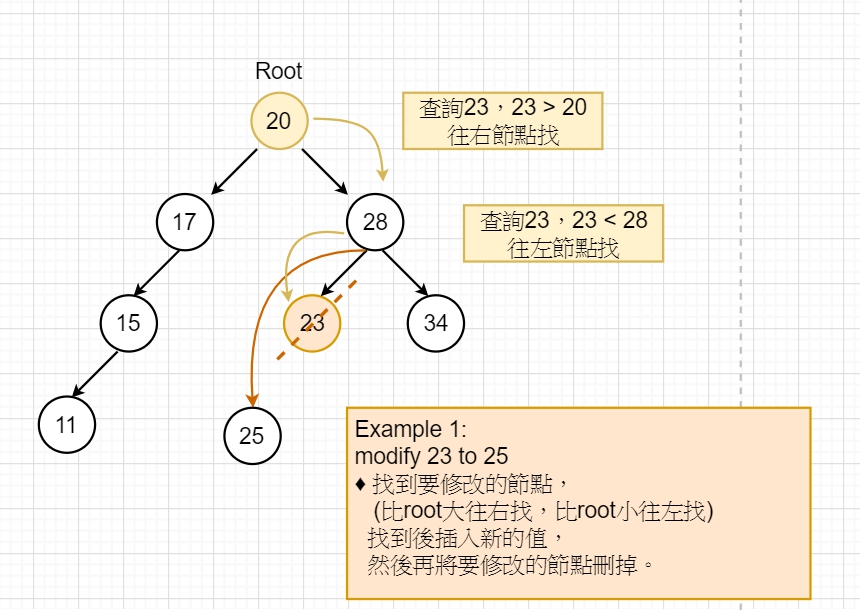 Root
20
查詢23，23 > 20
往右節點找
17
28
查詢23，23 < 28
往左節點找
15
23
34
11
25
Example 1:
modify 23 to 25
♦ 找到要修改的節點，
(比root大往右找，比root小往左找)
找到後插入新的值，
然後再將要修改的節點刪掉。